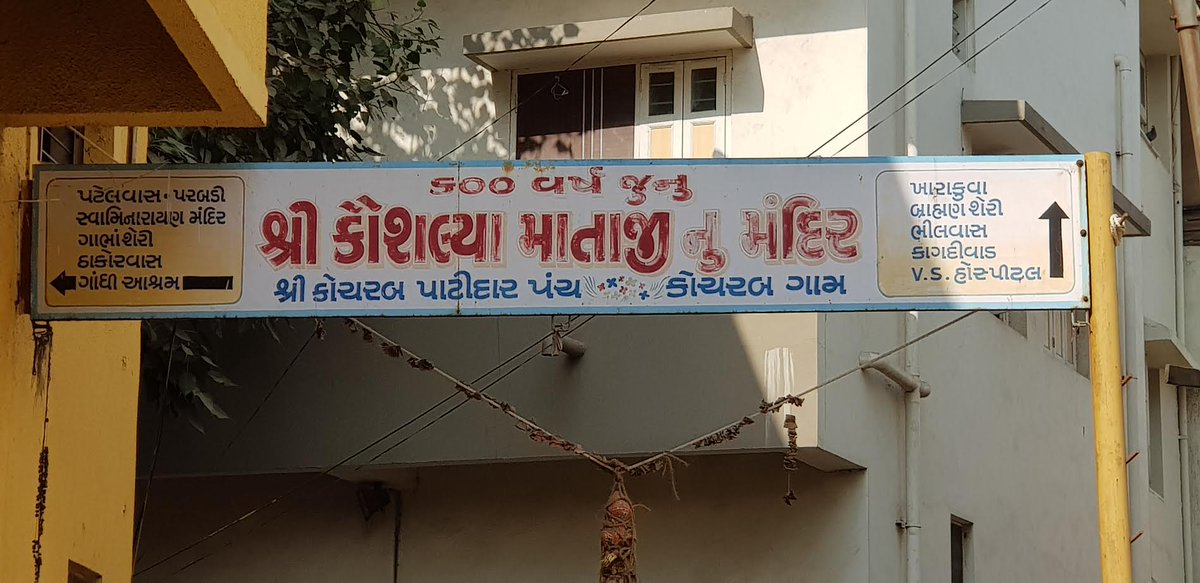 પટેલવાસ • પરબડી
સ્વામિનારાયણ મંદિર
ગાભાંશેરી
ઠાકોરવાસ
ગાંધી આશ્રમ
૬૦૦ વર્ષ જુનુ
શ્રી કૌશલ્યા માતાજી નુ મંદિર
શ્રી કોચરબ પાટીદાર પંચ કોચરબ ગામ
ખારાકુવા
બ્રાહ્મણ શેરી
ભીલવાસ
કાગદીવાડ
V.S. હોસ્પીટલ